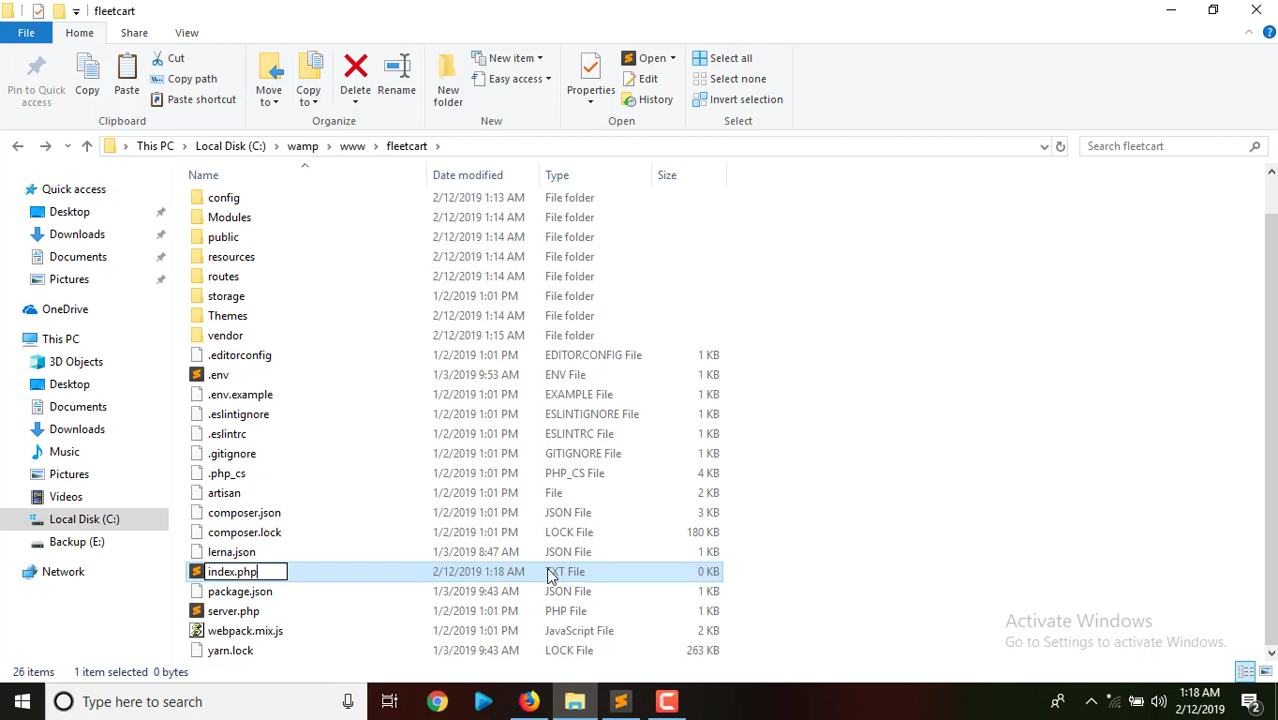 fleetcart
File Home Share View
Pin to Quick access
Copy
Paste
Cut
Copy path
Paste shortcut
Clipboard
Move to
Copy to
Delete
Rename
Organize
New folder
New item
Easy access
New
Properties
Open
Edit
History
Open
Select all
Select none
Invert selection
Select
This PC Local Disk (C:) wamp www fleetcart
Search fleetcart
Quick access
Desktop
Downloads
Documents
Pictures
OneDrive
This PC
3D Objects
Desktop
Documents
Downloads
Music
Pictures
Videos
Local Disk (C:)
Backup (E:)
Network
Name Date modified Type Size
config 2/12/2019 1:13 AM File folder
Modules 2/12/2019 1:14 AM File folder
public 2/12/2019 1:14 AM File folder
resources 2/12/2019 1:14 AM File folder
routes 2/12/2019 1:14 AM File folder
storage 1/2/2019 1:01 PM File folder
Themes 2/12/2019 1:14 AM File folder
vendor 2/12/2019 1:15 AM File folder
.editorconfig 1/2/2019 1:01 PM EDITORCONFIG File 1 KB
.env 1/3/2019 9:53 AM ENV File 1 KB
.env.example 1/2/2019 1:01 PM EXAMPLE File 1 KB
.eslintignore 1/2/2019 1:01 PM ESLINTIGNORE File 1 KB
.eslintrc 1/2/2019 1:01 PM ESLINTRC File 1 KB
.gitignore 1/2/2019 1:01 PM GITIGNORE File 1 KB
.php_cs 1/2/2019 1:01 PM PHP_CS File 4 KB
artisan 1/2/2019 1:01 PM File 2 KB
composer.json 1/2/2019 1:01 PM JSON File 3 KB
composer.lock 1/2/2019 1:01 PM LOCK File 180 KB
lerna.json 1/3/2019 8:47 AM JSON File 1 KB
index.php 2/12/2019 1:18 AM TXT File 0 KB
package.json 1/3/2019 9:43 AM JSON File 1 KB
server.php 1/2/2019 1:01 PM PHP File 1 KB
webpack.mix.js 1/2/2019 1:01 PM JavaScript File 2 KB
yarn.lock 1/3/2019 9:43 AM LOCK File 263 KB
Activate Windows
Go to Settings to activate Windows.
26 items 1 item selected 0 bytes
Type here to search
1:18 AM
2/12/2019
2